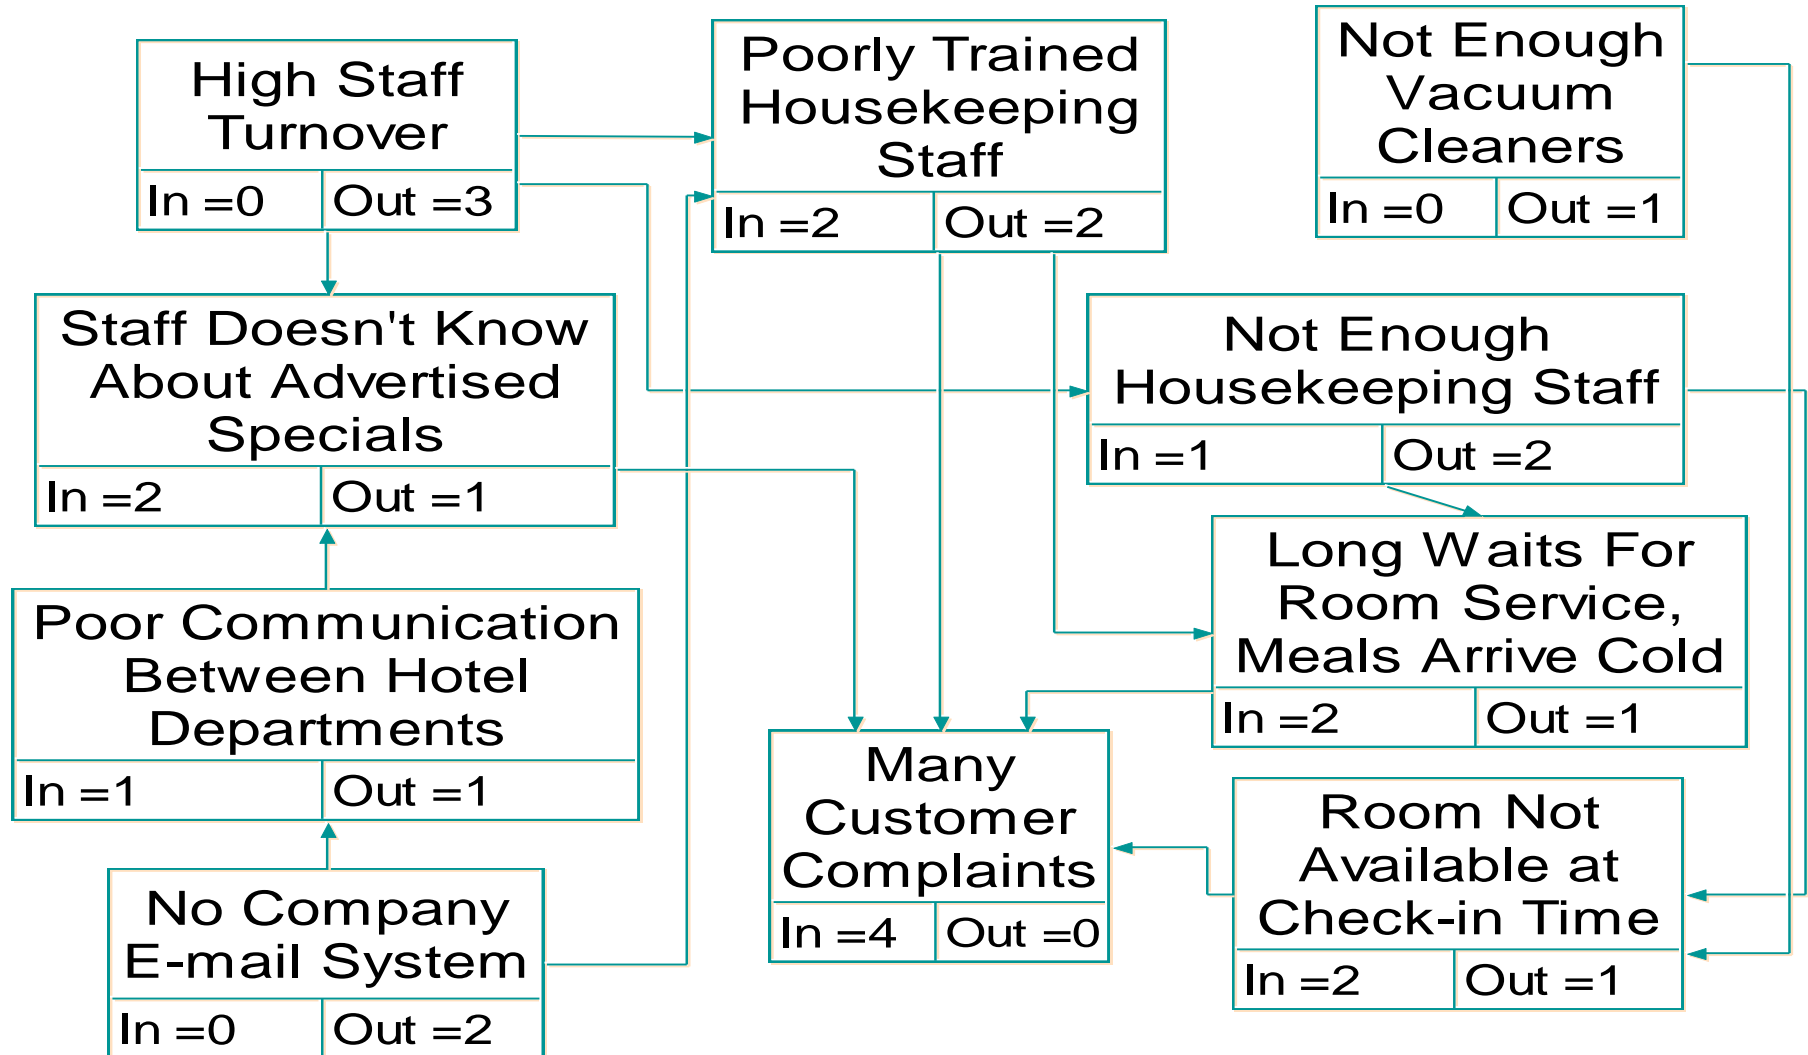 High Staff
Turnover
In =0 Out =3
Poorly Trained
Housekeeping
Staff
In =2 Out =2
Not Enough
Vacuum
Cleaners
In =0 Out =1
Staff Doesn't Know
About Advertised
Specials
In =2 Out =1
Not Enough
Housekeeping Staff
In =1 Out =2
Poor Communication
Between Hotel
Departments
In =1 Out =1
Long Waits For
Room Service,
Meals Arrive Cold
In =2 Out =1
Many
Customer
Complaints
In =4 Out =0
Room Not
Available at
Check-in Time
In =2 Out =1
No Company
E-mail System
In =0 Out =2